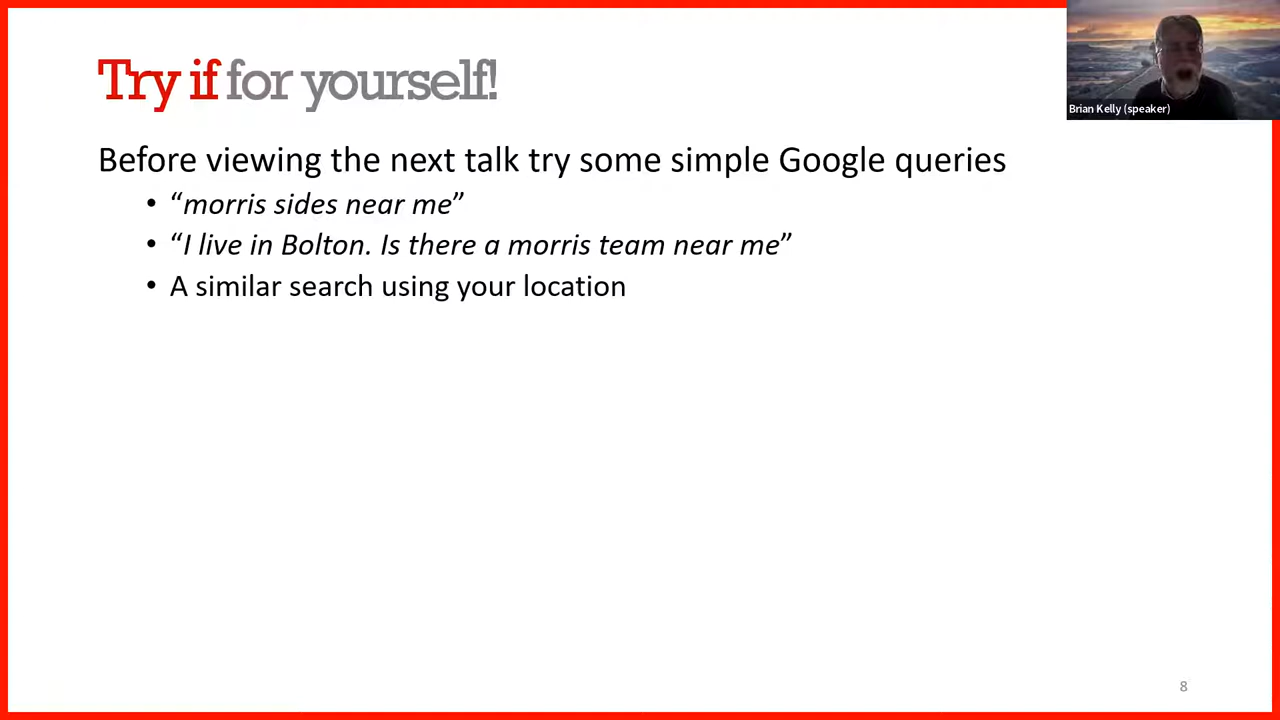 Try if for yourself!
Brian Kelly (speaker)
Before viewing the next talk try some simple Google queries
• “morris sides near me”
• “I live in Bolton. Is there a morris team near me”
• A similar search using your location
8